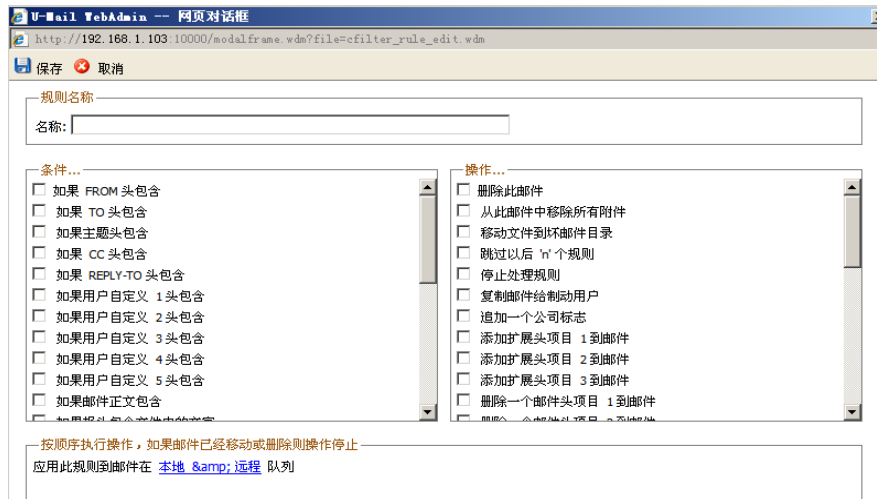 U-Mail WebAdmin -- 网页对话框
http://192.168.1.103:10000/modalframe.wdm?file=cfilter_rule_edit.wdm
保存 取消
规则名称
名称:
条件...
如果 FROM 头包含
如果 TO 头包含
如果主题头包含
如果 CC 头包含
如果 REPLY-TO 头包含
如果用户自定义 1头包含
如果用户自定义 2头包含
如果用户自定义 3头包含
如果用户自定义 4头包含
如果用户自定义 5头包含
如果邮件正文包含
操作...
删除此邮件
从此邮件中移除所有附件
移动文件到坏邮件目录
跳过以后 'n' 个规则
停止处理规则
复制邮件给制动用户
追加一个公司标志
添加扩展头项目 1到邮件
添加扩展头项目 2到邮件
添加扩展头项目 3到邮件
删除一个邮件头项目 1到邮件
按顺序执行操作，如果邮件已经移动或删除则操作停止
应用此规则到邮件在 本地 &amp; 远程 队列